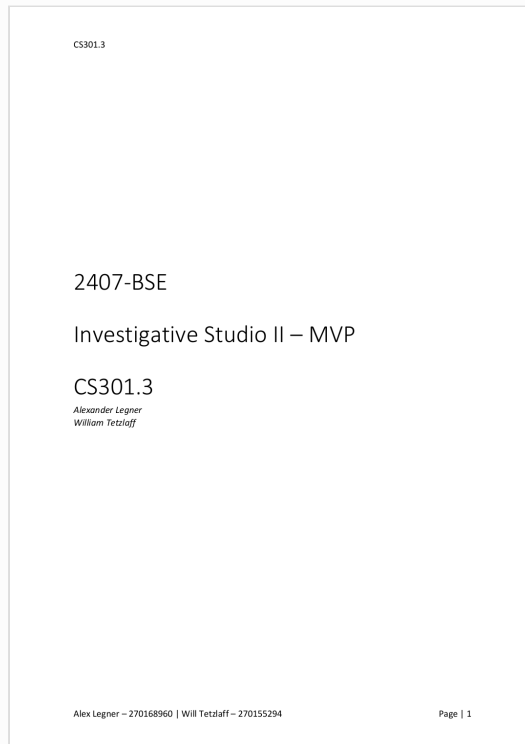 CS301.3
2407-BSE
Investigative Studio II – MVP
CS301.3
Alexander Legner
William Tetzlaff
Alex Legner – 270168960 | Will Tetzlaff – 270155294 Page | 1